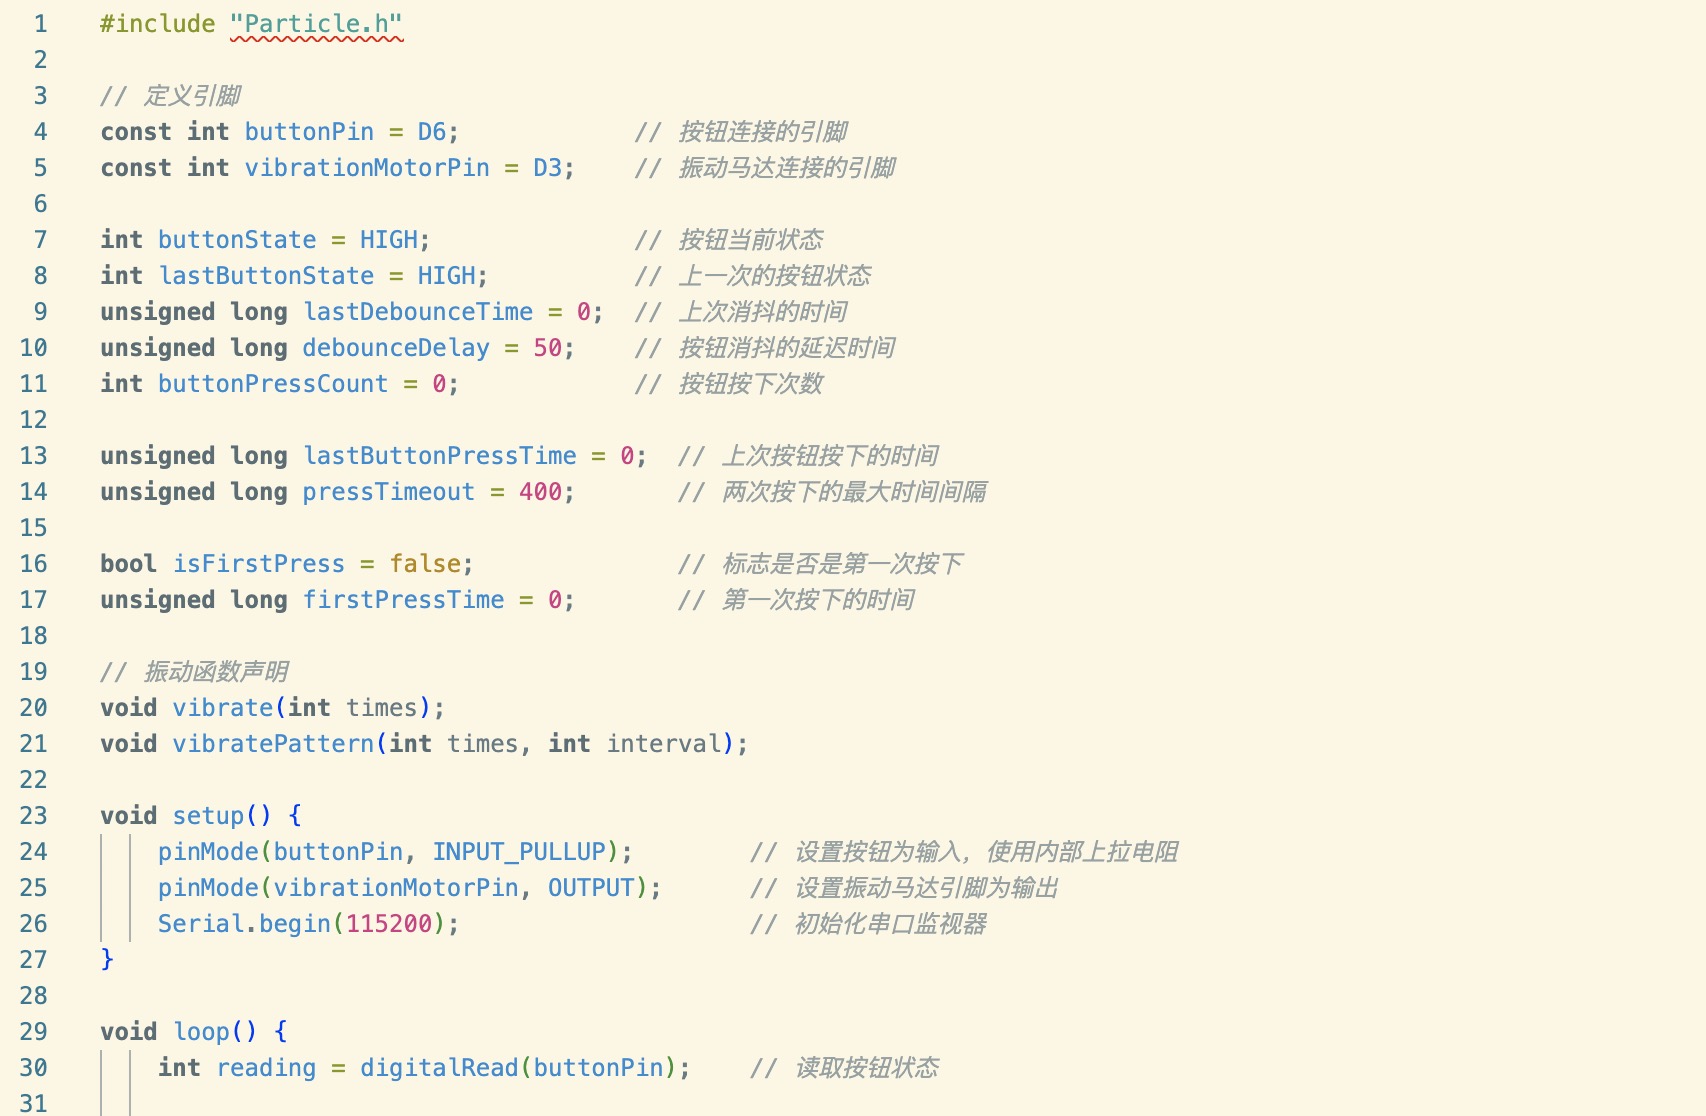 1 #include "Particle.h"
2
3 // 定义引脚
4 const int buttonPin = D6;            // 按钮连接的引脚
5 const int vibrationMotorPin = D3;    // 振动马达连接的引脚
6
7 int buttonState = HIGH;              // 按钮当前状态
8 int lastButtonState = HIGH;          // 上一次的按钮状态
9 unsigned long lastDebounceTime = 0;  // 上次消抖的时间
10 unsigned long debounceDelay = 50;    // 按钮消抖的延迟时间
11 int buttonPressCount = 0;            // 按钮按下次数
12
13 unsigned long lastButtonPressTime = 0;  // 上次按钮按下的时间
14 unsigned long pressTimeout = 400;       // 两次按下的最大时间间隔
15
16 bool isFirstPress = false;              // 标志是否是第一次按下
17 unsigned long firstPressTime = 0;       // 第一次按下的时间
18
19 // 振动函数声明
20 void vibrate(int times);
21 void vibratePattern(int times, int interval);
22
23 void setup() {
24     pinMode(buttonPin, INPUT_PULLUP);        // 设置按钮为输入，使用内部上拉电阻
25     pinMode(vibrationMotorPin, OUTPUT);      // 设置振动马达引脚为输出
26     Serial.begin(115200);                    // 初始化串口监视器
27 }
28
29 void loop() {
30     int reading = digitalRead(buttonPin);    // 读取按钮状态
31